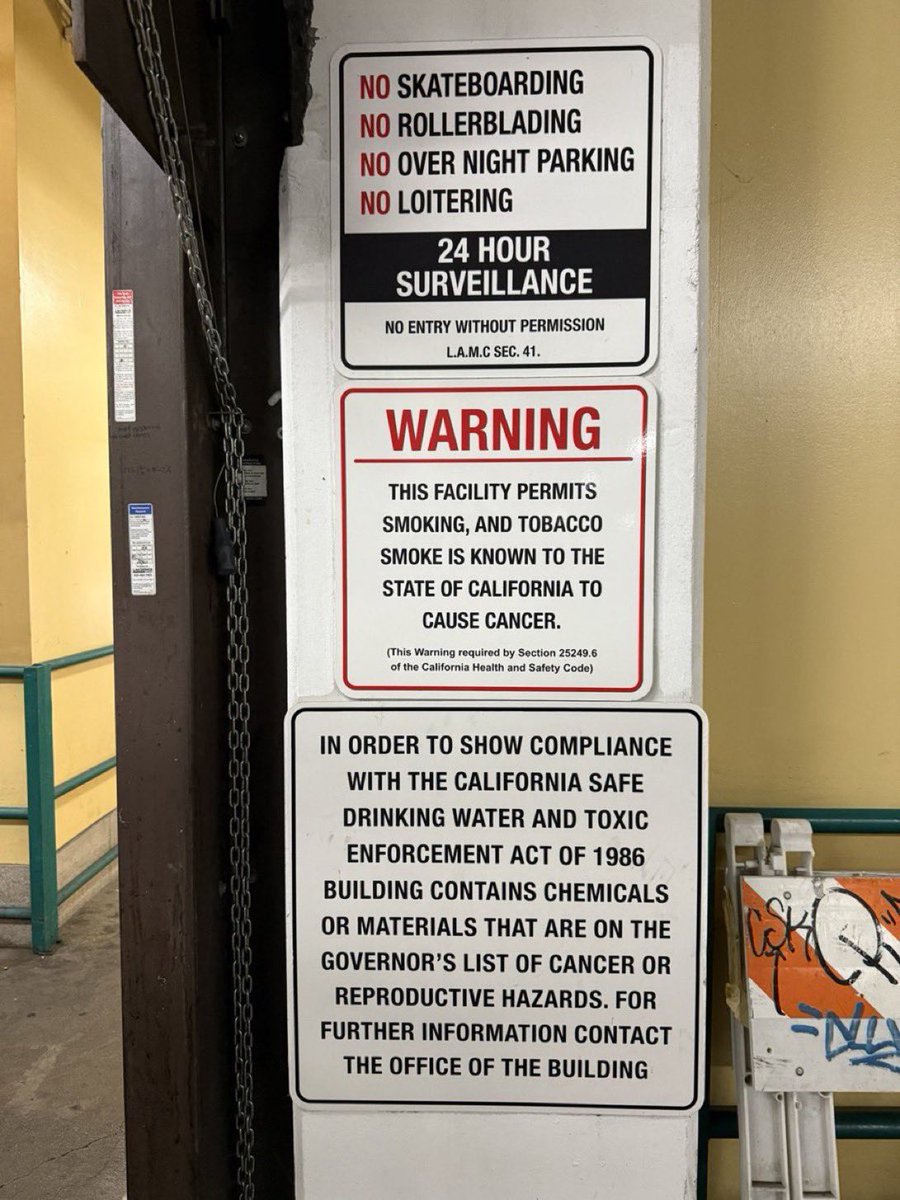 NO SKATEBOARDING
NO ROLLERBLADING
NO OVER NIGHT PARKING
NO LOITERING
24 HOUR
SURVEILLANCE
NO ENTRY WITHOUT PERMISSION
L.A.M.C SEC. 41.
WARNING
THIS FACILITY PERMITS
SMOKING, AND TOBACCO
SMOKE IS KNOWN TO THE
STATE OF CALIFORNIA TO
CAUSE CANCER.
(This Warning required by Section 25249.6
of the California Health and Safety Code)
IN ORDER TO SHOW COMPLIANCE
WITH THE CALIFORNIA SAFE
DRINKING WATER AND TOXIC
ENFORCEMENT ACT OF 1986
BUILDING CONTAINS CHEMICALS
OR MATERIALS THAT ARE ON THE
GOVERNOR'S LIST OF CANCER OR
REPRODUCTIVE HAZARDS. FOR
FURTHER INFORMATION CONTACT
THE OFFICE OF THE BUILDING